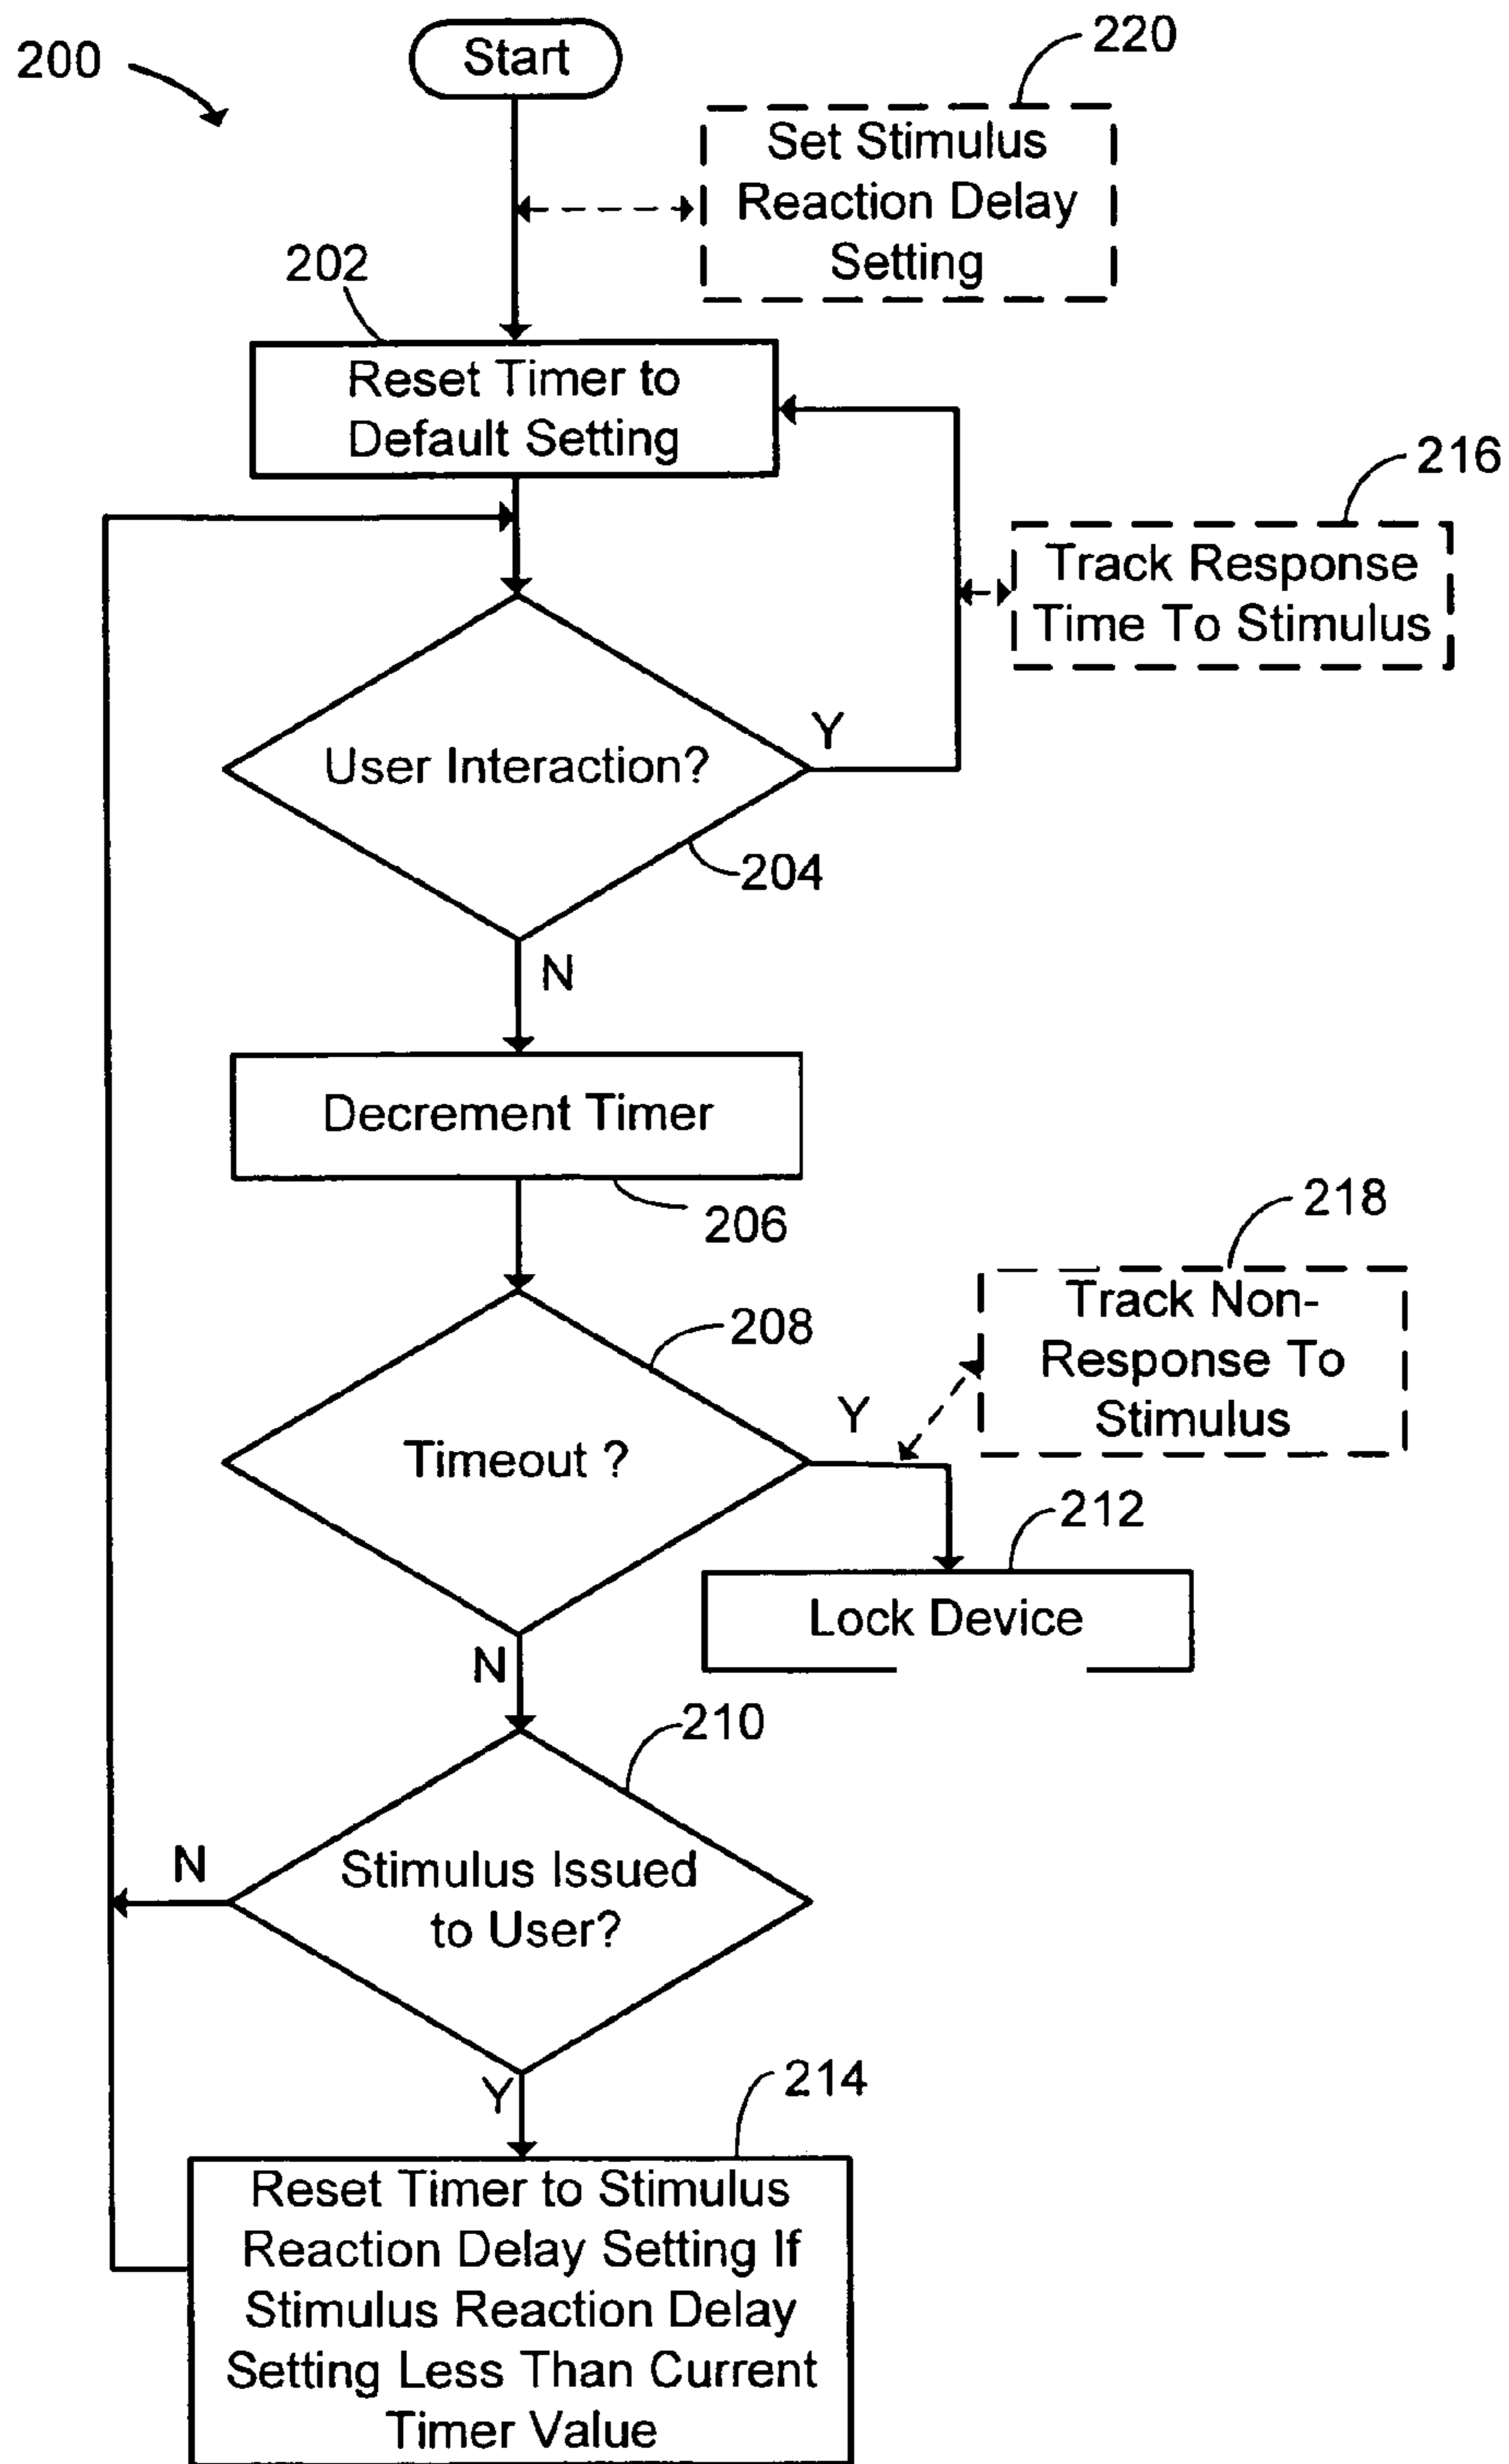 200
Start
220
Set Stimulus
Reaction Delay
Setting
202
Reset Timer to
Default Setting
216
Track Response
Time To Stimulus
User Interaction?
Y
204
N
Decrement Timer
206
218
Track Non-
Response To
Stimulus
208
Timeout ?
Y
212
Lock Device
N
210
Stimulus Issued
to User?
N
Y
214
Reset Timer to Stimulus
Reaction Delay Setting If
Stimulus Reaction Delay
Setting Less Than Current
Timer Value